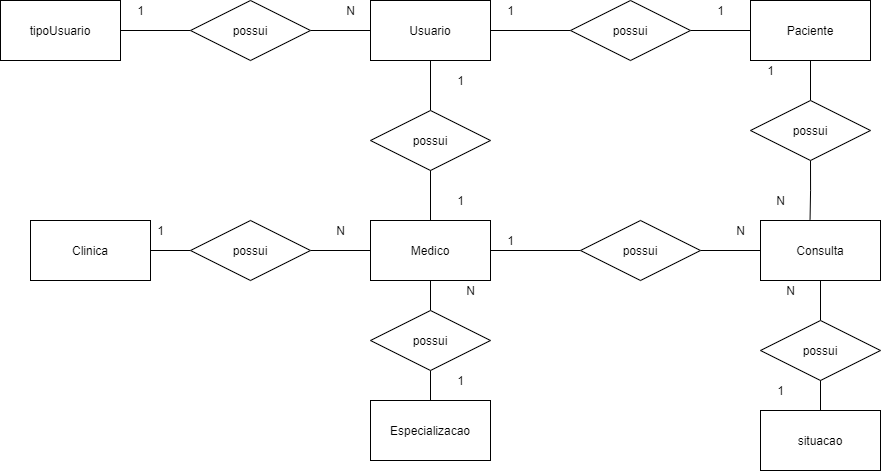 1
N
1
1
tipoUsuario
possui
Usuario
possui
Paciente
1
1
possui
possui
1
N
1
N
1
N
Clinica
possui
Medico
possui
Consulta
N
N
possui
possui
1
1
Especializacao
situacao